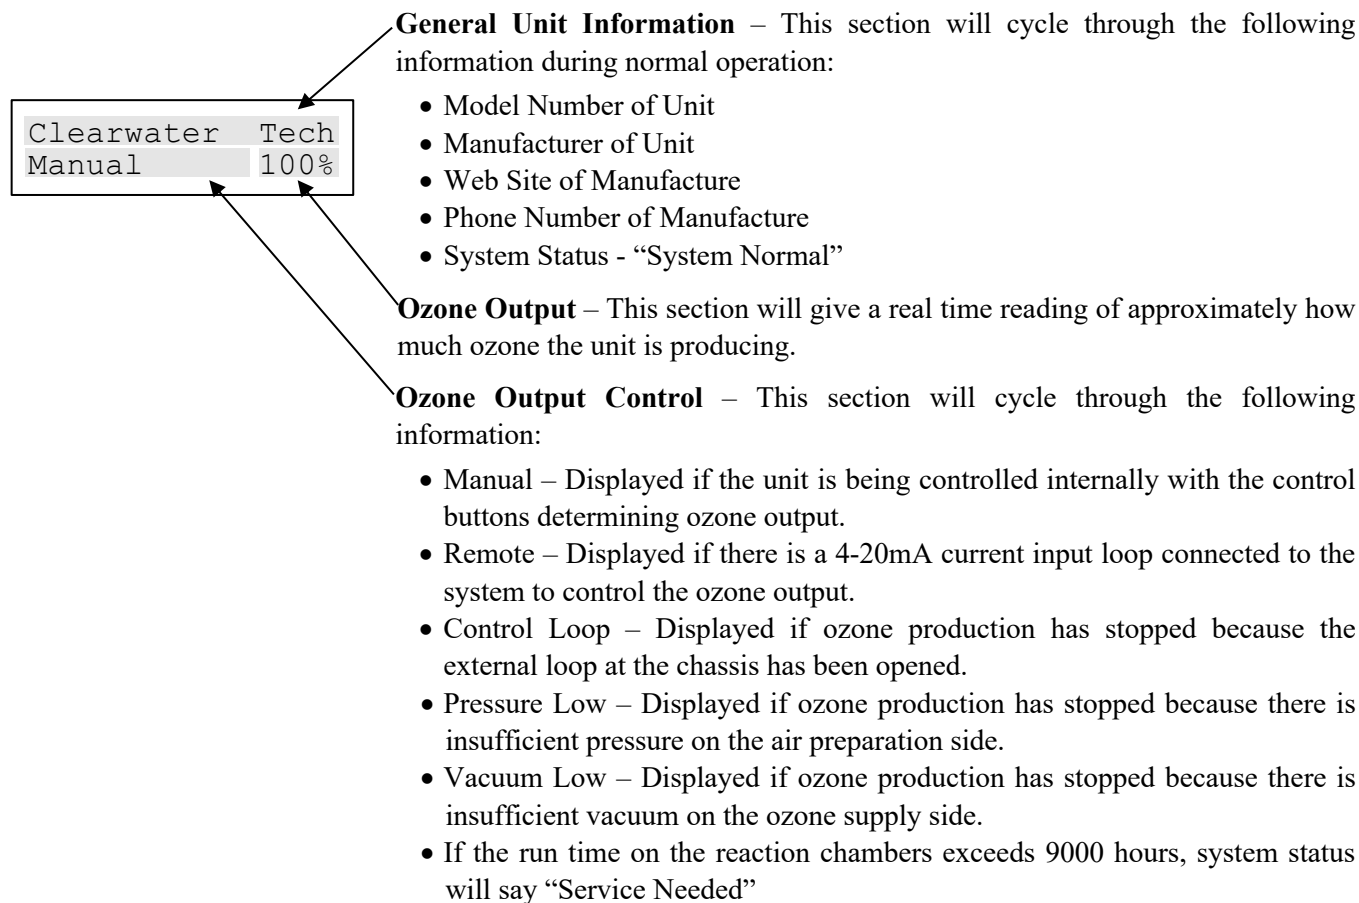 General Unit Information – This section will cycle through the following
information during normal operation:
• Model Number of Unit
• Manufacturer of Unit
• Web Site of Manufacture
• Phone Number of Manufacture
• System Status - “System Normal”
Clearwater Tech
Manual 100%
Ozone Output – This section will give a real time reading of approximately how
much ozone the unit is producing.
Ozone Output Control – This section will cycle through the following
information:
• Manual – Displayed if the unit is being controlled internally with the control
buttons determining ozone output.
• Remote – Displayed if there is a 4-20mA current input loop connected to the
system to control the ozone output.
• Control Loop – Displayed if ozone production has stopped because the
external loop at the chassis has been opened.
• Pressure Low – Displayed if ozone production has stopped because there is
insufficient pressure on the air preparation side.
• Vacuum Low – Displayed if ozone production has stopped because there is
insufficient vacuum on the ozone supply side.
• If the run time on the reaction chambers exceeds 9000 hours, system status
will say “Service Needed”